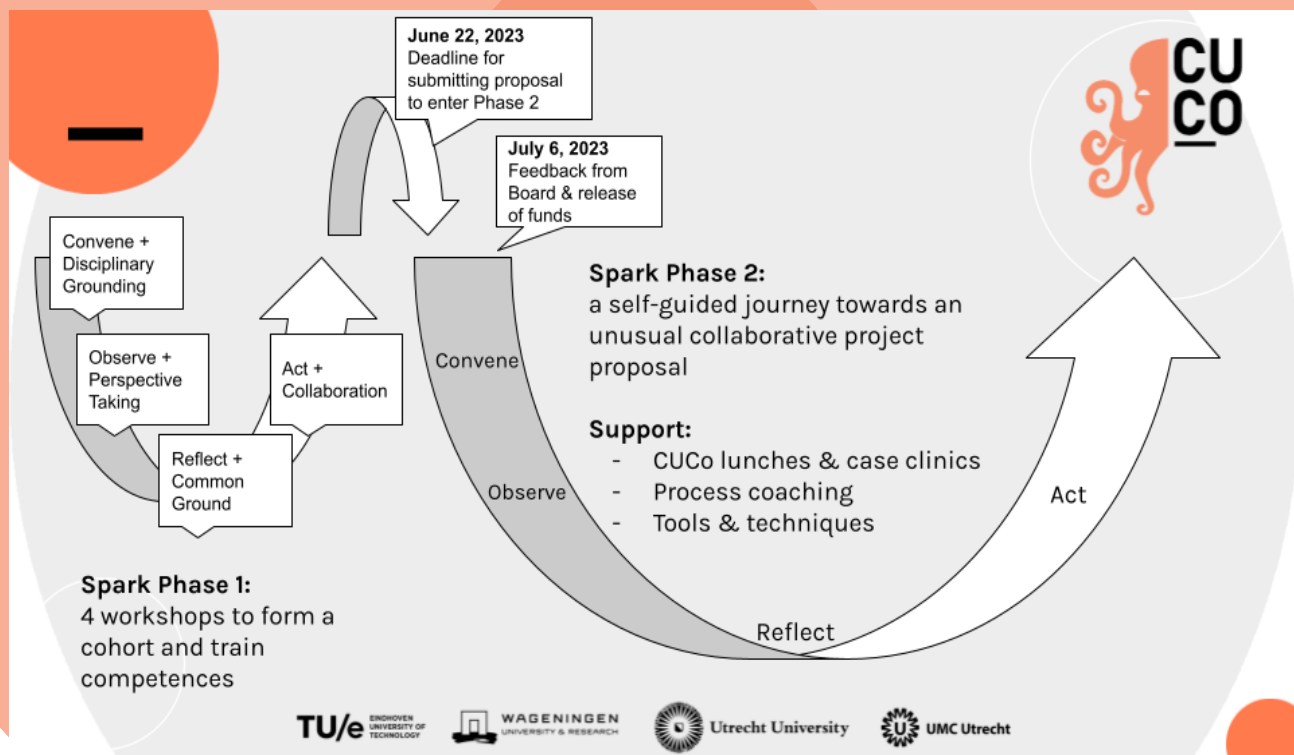 June 22, 2023
Deadline for
submitting proposal
to enter Phase 2
CU
CO
July 6, 2023
Feedback from
Board & release
of funds
Convene +
Disciplinary
Grounding
Observe +
Perspective
Taking
Reflect +
Common
Ground
Act +
Collaboration
Spark Phase 1:
4 workshops to form a
cohort and train
competences
Convene
Observe
Reflect
Act
Spark Phase 2:
a self-guided journey towards an
unusual collaborative project
proposal
Support:
- CUCo lunches & case clinics
- Process coaching
- Tools & techniques
TU/e EINDHOVEN
UNIVERSITY OF
TECHNOLOGY
WAGENINGEN
UNIVERSITY & RESEARCH
Utrecht University
U
UMC Utrecht